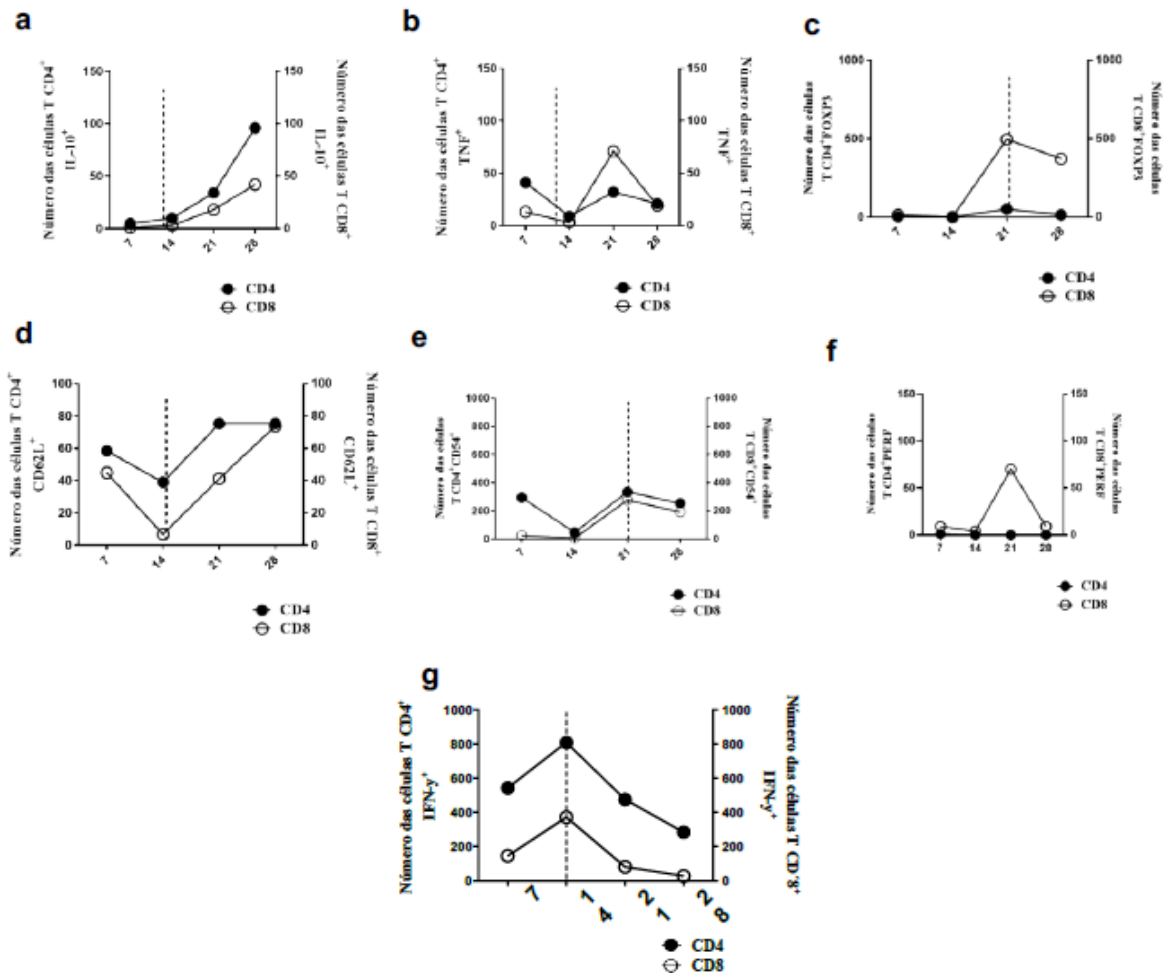 a
Número das células T CD4⁺
IL-10⁺
150
100
50
0
150
100
50
0
Número das células T CD8⁺
IL-10⁺
7
14
21
28
CD4
CD8
b
Número das células T CD4⁺
TNF⁺
150
100
50
0
150
100
50
0
Número das células T CD8⁺
TNF⁺
7
14
21
28
CD4
CD8
c
Número das células
T CD4⁺FOXP3
1000
500
0
1000
500
0
Número das células
T CD8⁺FOXP3
7
14
21
28
CD4
CD8
d
Número das células T CD4⁺
CD62L⁺
100
80
60
40
20
0
100
80
60
40
20
0
Número das células T CD8⁺
CD62L⁺
7
14
21
28
CD4
CD8
e
Número das células
T CD4⁺CD54⁺
1000
800
600
400
200
0
1000
800
600
400
200
0
Número das células
T CD8⁺CD54⁺
7
14
21
28
CD4
CD8
f
Número das células
T CD4⁺PERF
150
100
50
0
150
100
50
0
Número das células
T CD8⁺PERF
7
14
21
28
CD4
CD8
g
Número das células T CD4⁺
IFN-y⁺
1000
800
600
400
200
0
1000
800
600
400
200
0
Número das células T CD'8⁺
IFN-y⁺
7
1
4
2
1
2
8
CD4
CD8